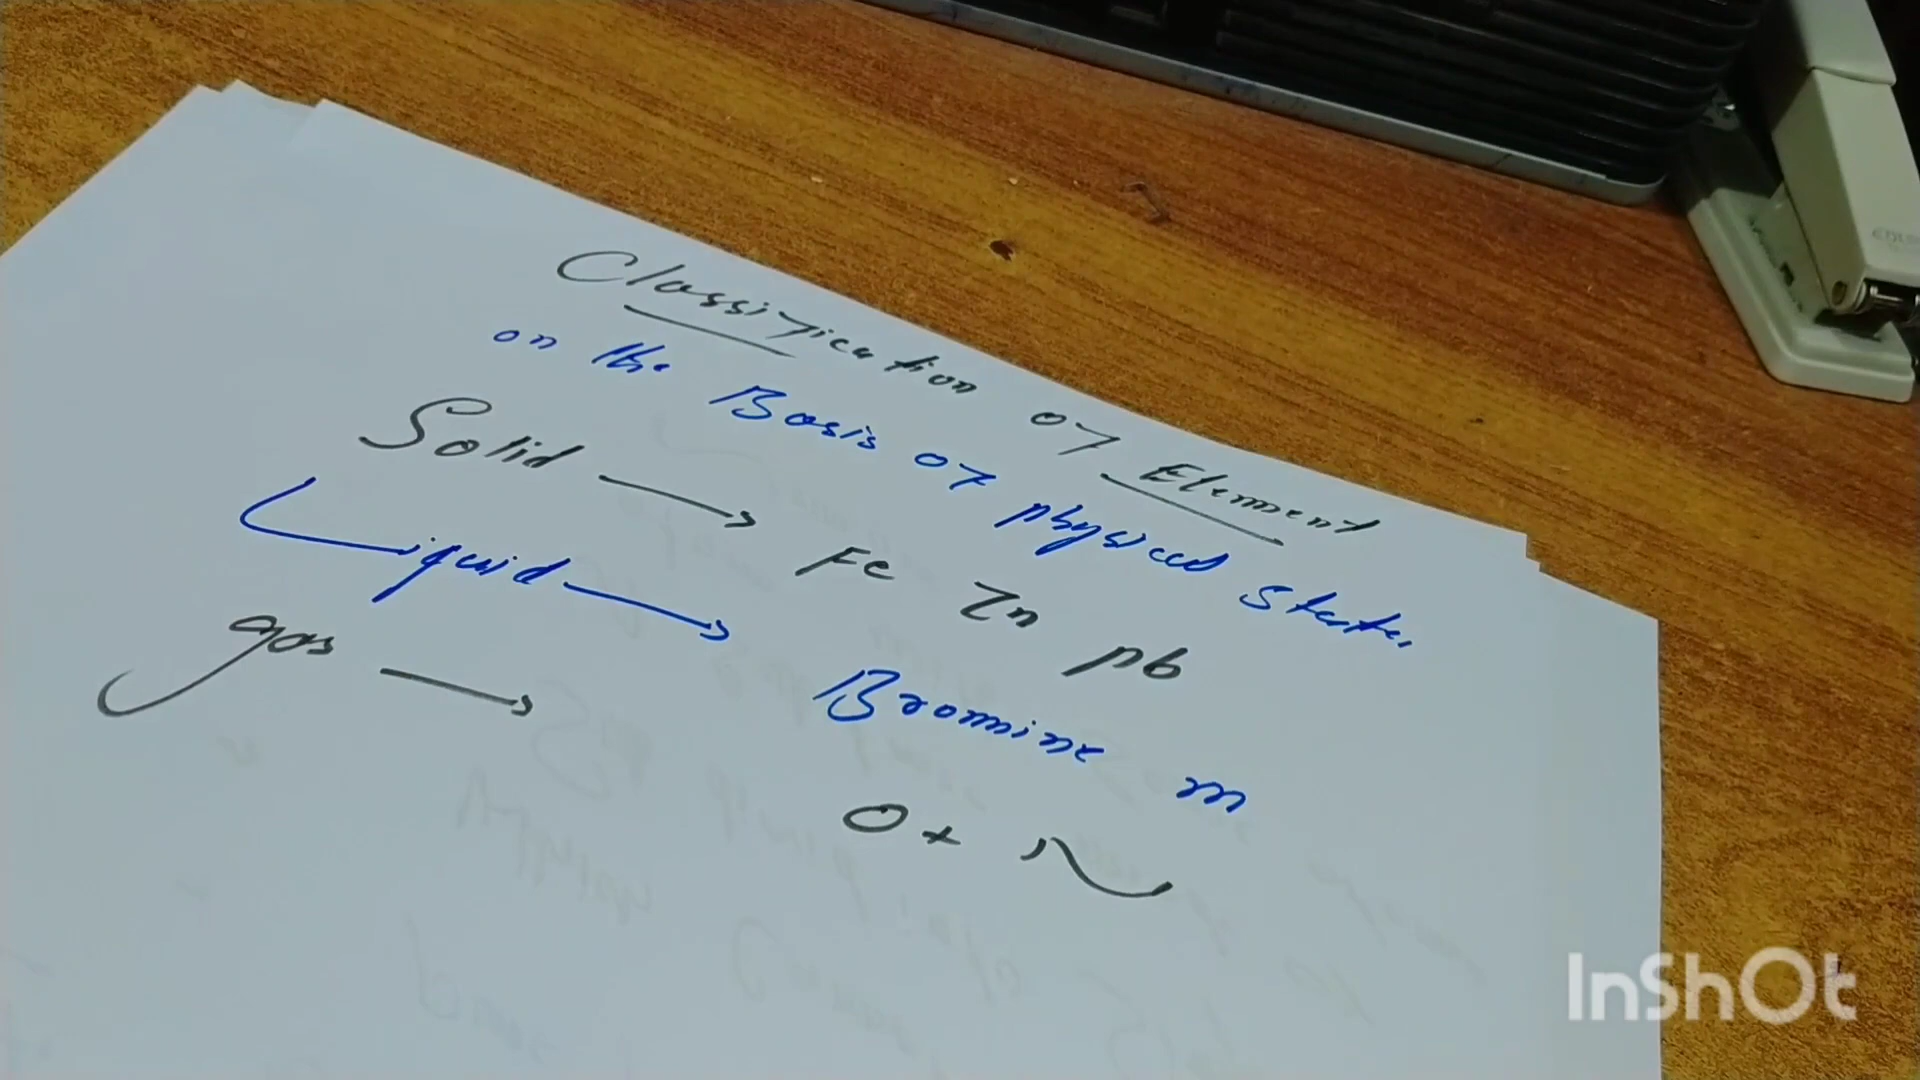 Classification of Element
on the Basis of physical State.
Solid → Fe Zn pb
Liquid → Bromine m
gas → O + N
InShOt